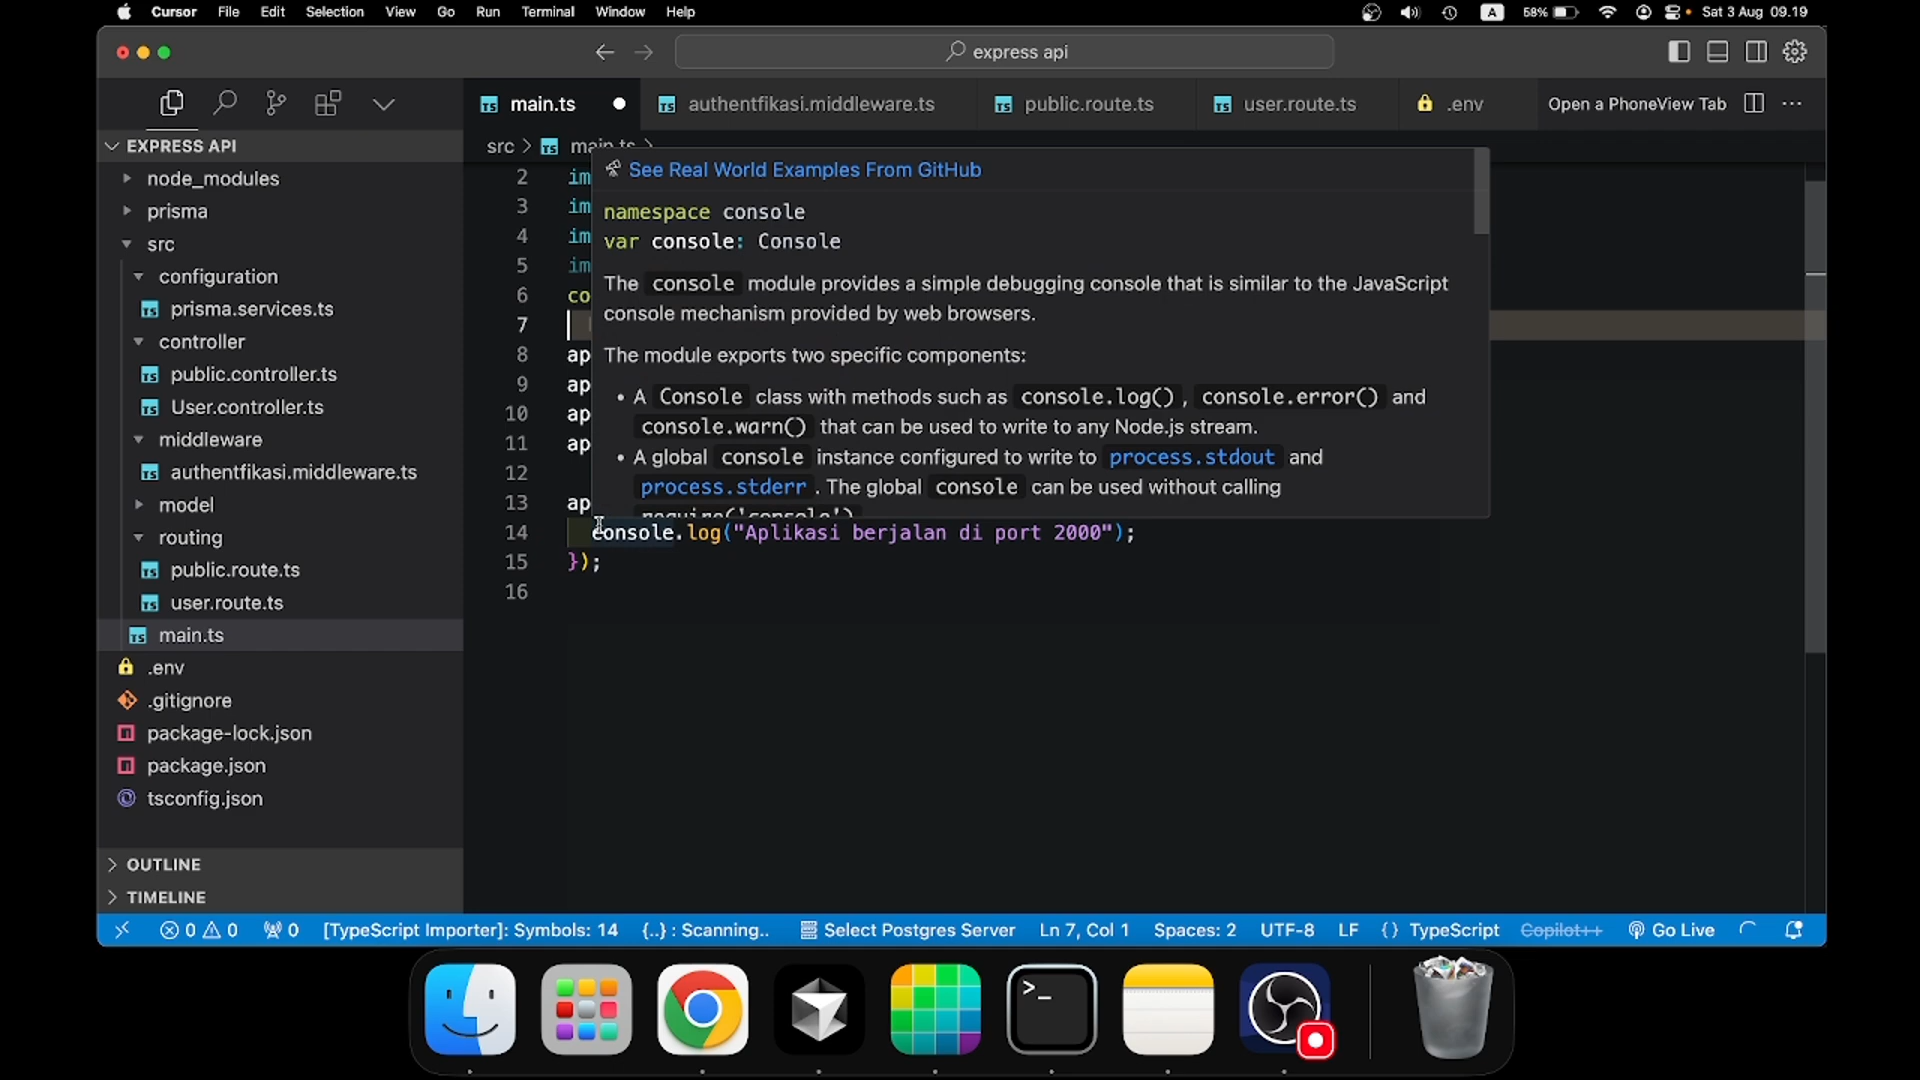 Cursor File Edit Selection View Go Run Terminal Window Help A 58% Sat 3 Aug 09.19
express api
main.ts authentfikasi.middleware.ts public.route.ts user.route.ts .env Open a PhoneView Tab
EXPRESS API
src > main.ts >
node_modules
prisma
src
configuration
prisma.services.ts
controller
public.controller.ts
User.controller.ts
middleware
authentfikasi.middleware.ts
model
routing
public.route.ts
user.route.ts
main.ts
.env
.gitignore
package-lock.json
package.json
tsconfig.json
OUTLINE
TIMELINE
2 im
3 im
4 im
5 im
6 co
7
8 ap
9 ap
10 ap
11 ap
12
13 ap
14 console.log("Aplikasi berjalan di port 2000");
15 });
16
See Real World Examples From GitHub
namespace console
var console: Console
The console module provides a simple debugging console that is similar to the JavaScript
console mechanism provided by web browsers.
The module exports two specific components:
• A Console class with methods such as console.log() , console.error() and
console.warn() that can be used to write to any Node.js stream.
• A global console instance configured to write to process.stdout and
process.stderr . The global console can be used without calling
require('console')
0 0 0 [TypeScript Importer]: Symbols: 14 {..} : Scanning.. Select Postgres Server Ln 7, Col 1 Spaces: 2 UTF-8 LF {} TypeScript Copilot++ Go Live